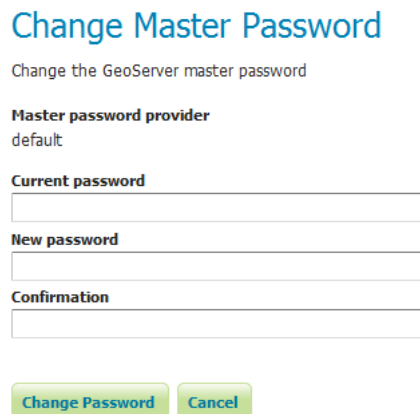 Change Master Password
Change the GeoServer master password
Master password provider
default
Current password
New password
Confirmation
Change Password Cancel